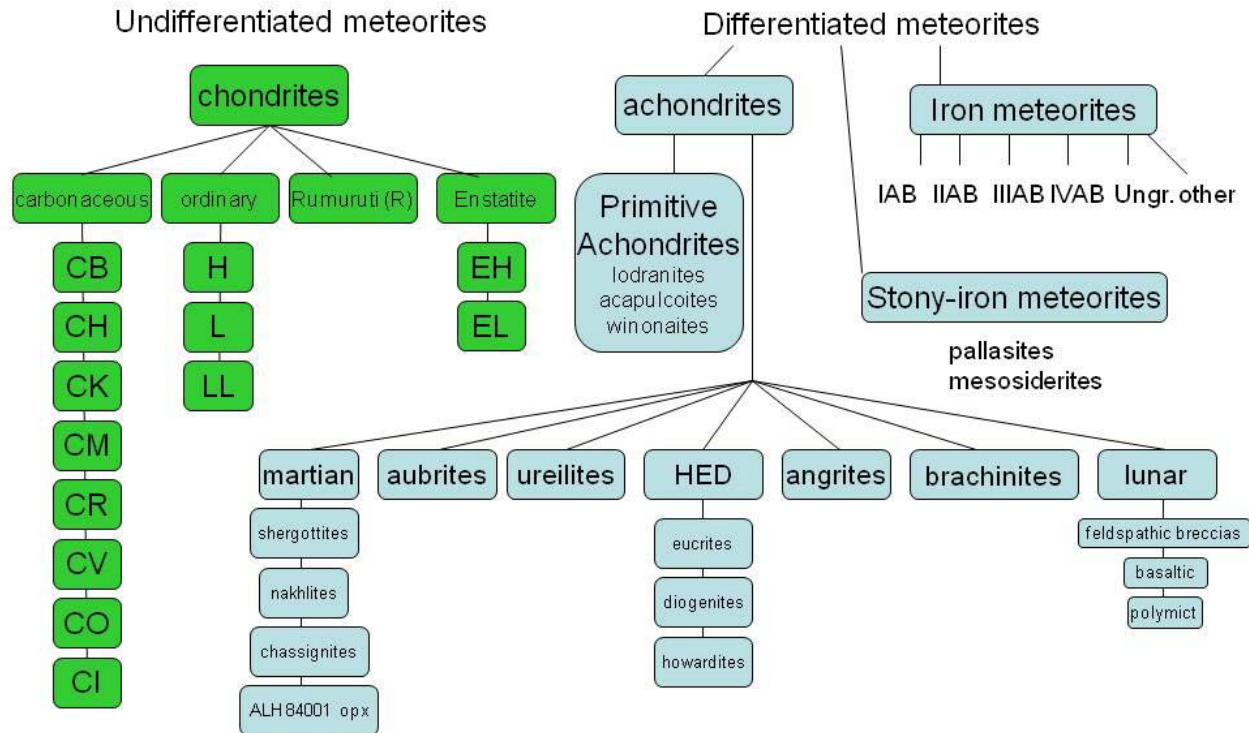 Undifferentiated meteorites
chondrites
carbonaceous
ordinary
Rumuruti (R)
Enstatite
CB
CH
CK
CM
CR
CV
CO
CI
H
L
LL
EH
EL
Differentiated meteorites
achondrites
Primitive
Achondrites
lodranites
acapulcoites
winonaites
Iron meteorites
IAB
IIAB
IIIAB
IVAB
Ungr.
other
Stony-iron meteorites
pallasites
mesosiderites
martian
shergottites
nakhlites
chassignites
ALH 84001 opx
aubrites
ureilites
HED
eucrites
diogenites
howardites
angrites
brachinites
lunar
feldspathic breccias
basaltic
polymict